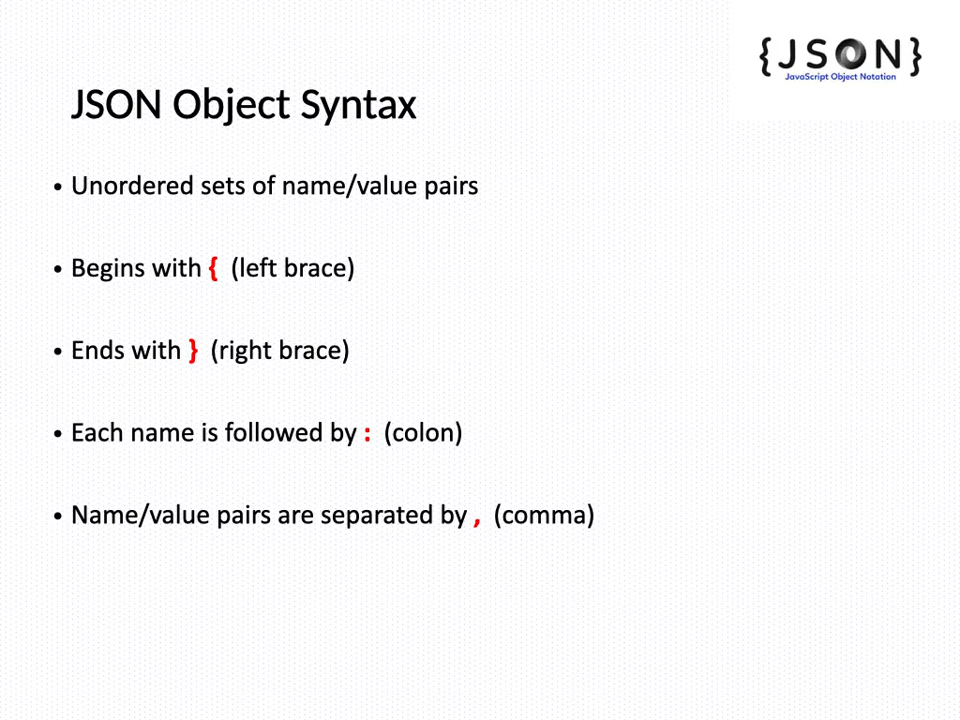 {JSON}
JavaScript Object Notation
JSON Object Syntax
• Unordered sets of name/value pairs
• Begins with { (left brace)
• Ends with } (right brace)
• Each name is followed by : (colon)
• Name/value pairs are separated by , (comma)